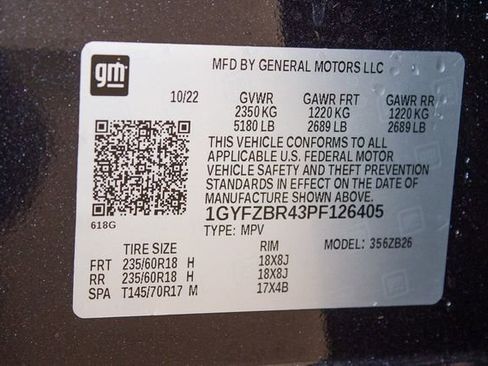 gm
MFD BY GENERAL MOTORS LLC
10/22 GVWR GAWR FRT GAWR RR
2350 KG 1220 KG 1220 KG
5180 LB 2689 LB 2689 LB
THIS VEHICLE CONFORMS TO ALL
APPLICABLE U.S. FEDERAL MOTOR
VEHICLE SAFETY AND THEFT PREVENTION
STANDARDS IN EFFECT ON THE DATE OF
MANUFACTURE SHOWN ABOVE.
618G
1GYFZBR43PF126405
TYPE: MPV MODEL: 356ZB26
TIRE SIZE RIM
FRT 235/60R18 H 18X8J
RR 235/60R18 H 18X8J
SPA T145/70R17 M 17X4B